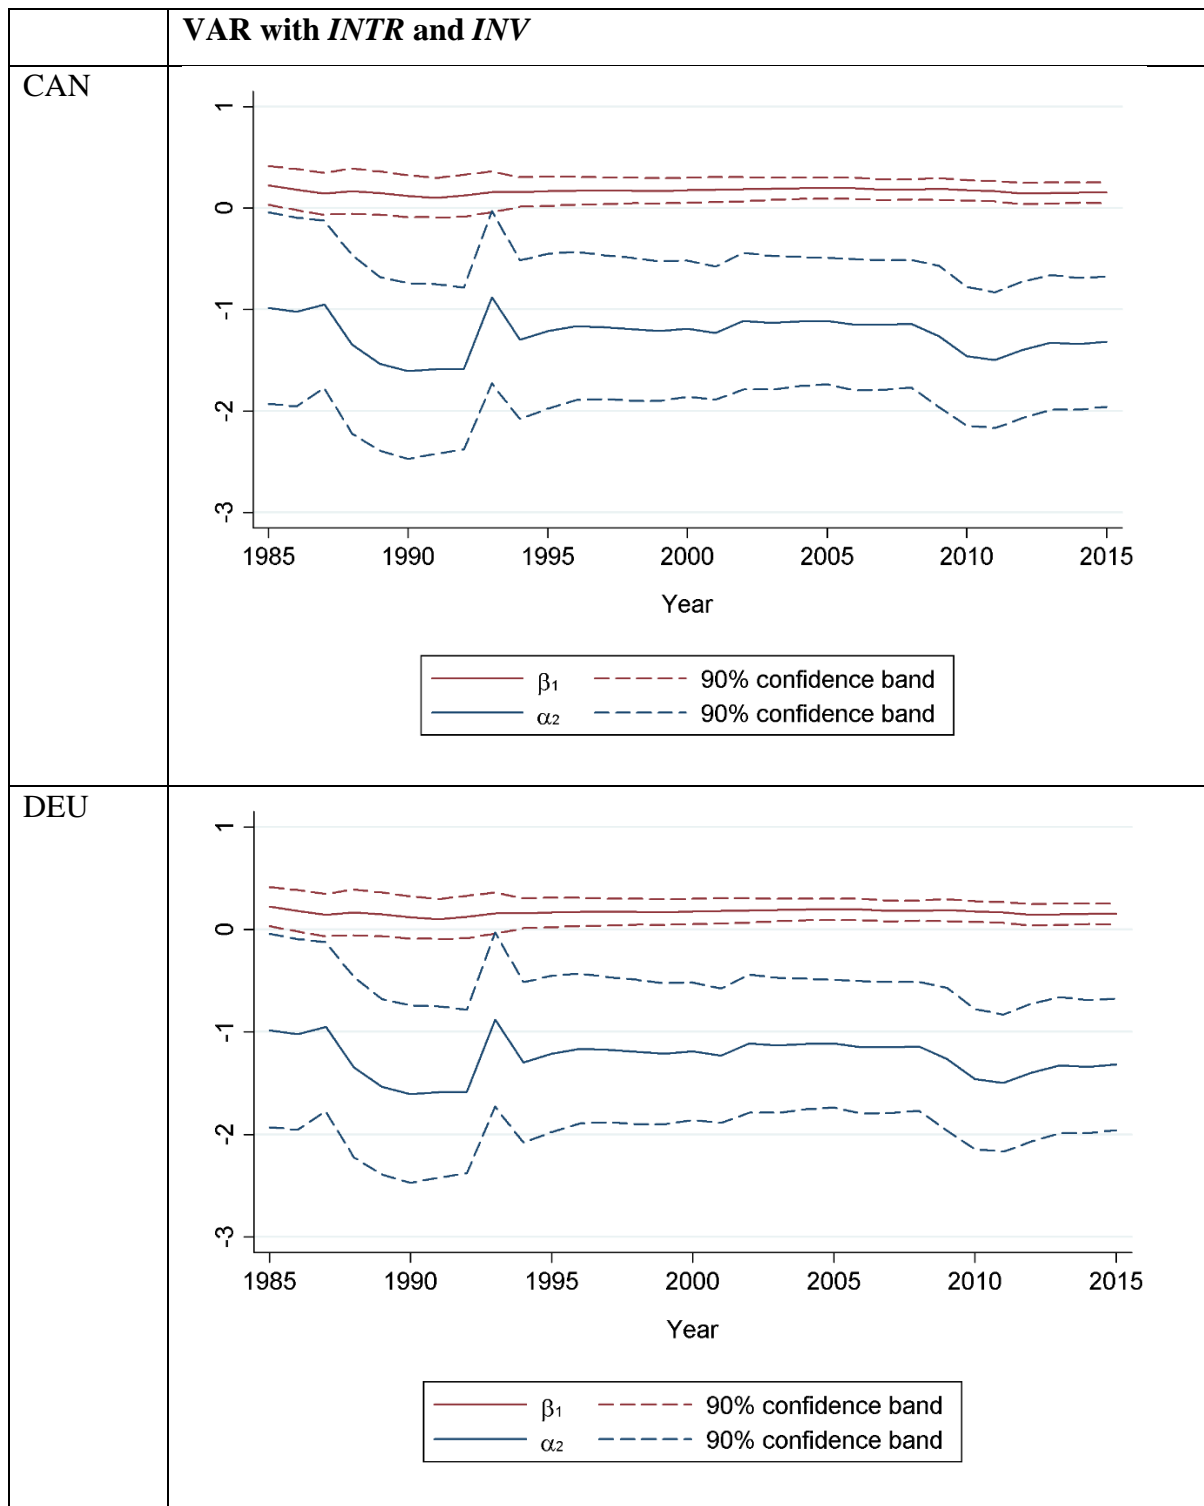 VAR with INTR and INV
CAN
1
0
-1
-2
-3
1985 1990 1995 2000 2005 2010 2015
Year
β1 90% confidence band
α2 90% confidence band
DEU
1
0
-1
-2
-3
1985 1990 1995 2000 2005 2010 2015
Year
β1 90% confidence band
α2 90% confidence band